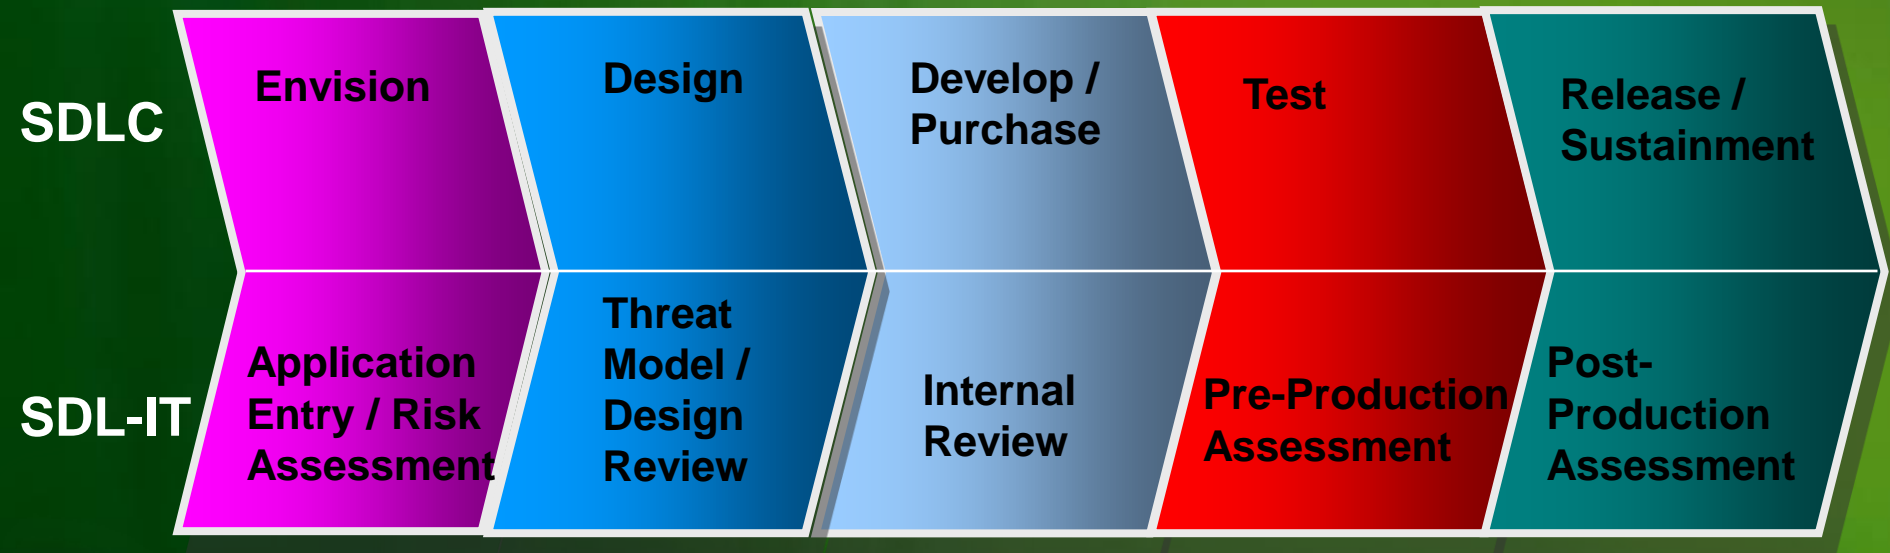 SDLC
Envision
Design
Develop /
Purchase
Test
Release /
Sustainment
SDL-IT
Application
Entry / Risk
Assessment
Threat
Model /
Design
Review
Internal
Review
Pre-Production
Assessment
Post-
Production
Assessment